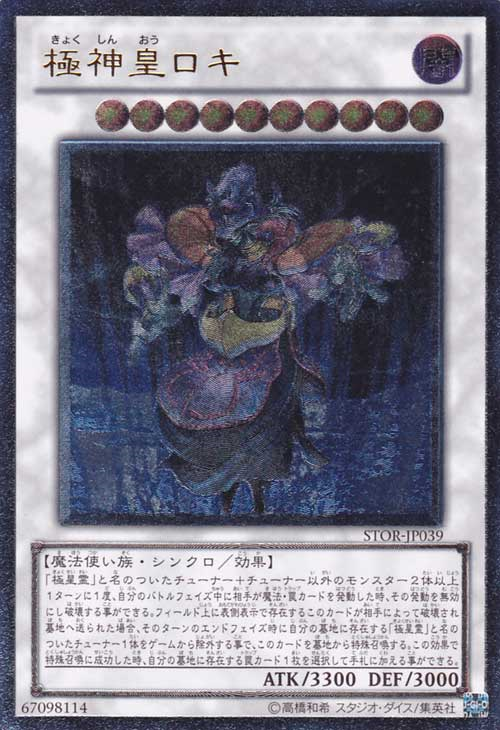 きょく しん おう
極神皇ロキ
闇
STOR-JP039
【魔法使い族・シンクロ／効果】
「極星霊」と名のついたチューナー＋チューナー以外のモンスター２体以上
１ターンに１度、自分のバトルフェイズ中に相手が魔法・罠カードを発動した時、その発動を無効
にし破壊する事ができる。フィールド上に表側表示で存在するこのカードが相手によって破壊され
墓地へ送られた場合、そのターンのエンドフェイズ時に自分の墓地に存在する「極星霊」と名の
ついたチューナー１体をゲームから除外する事で、このカードを墓地から特殊召喚する。この効果で
特殊召喚に成功した時、自分の墓地に存在する罠カード１枚を選択して手札に加える事ができる。
ATK/3300 DEF/3000
67098114
©高橋和希 スタジオ・ダイス/集英社